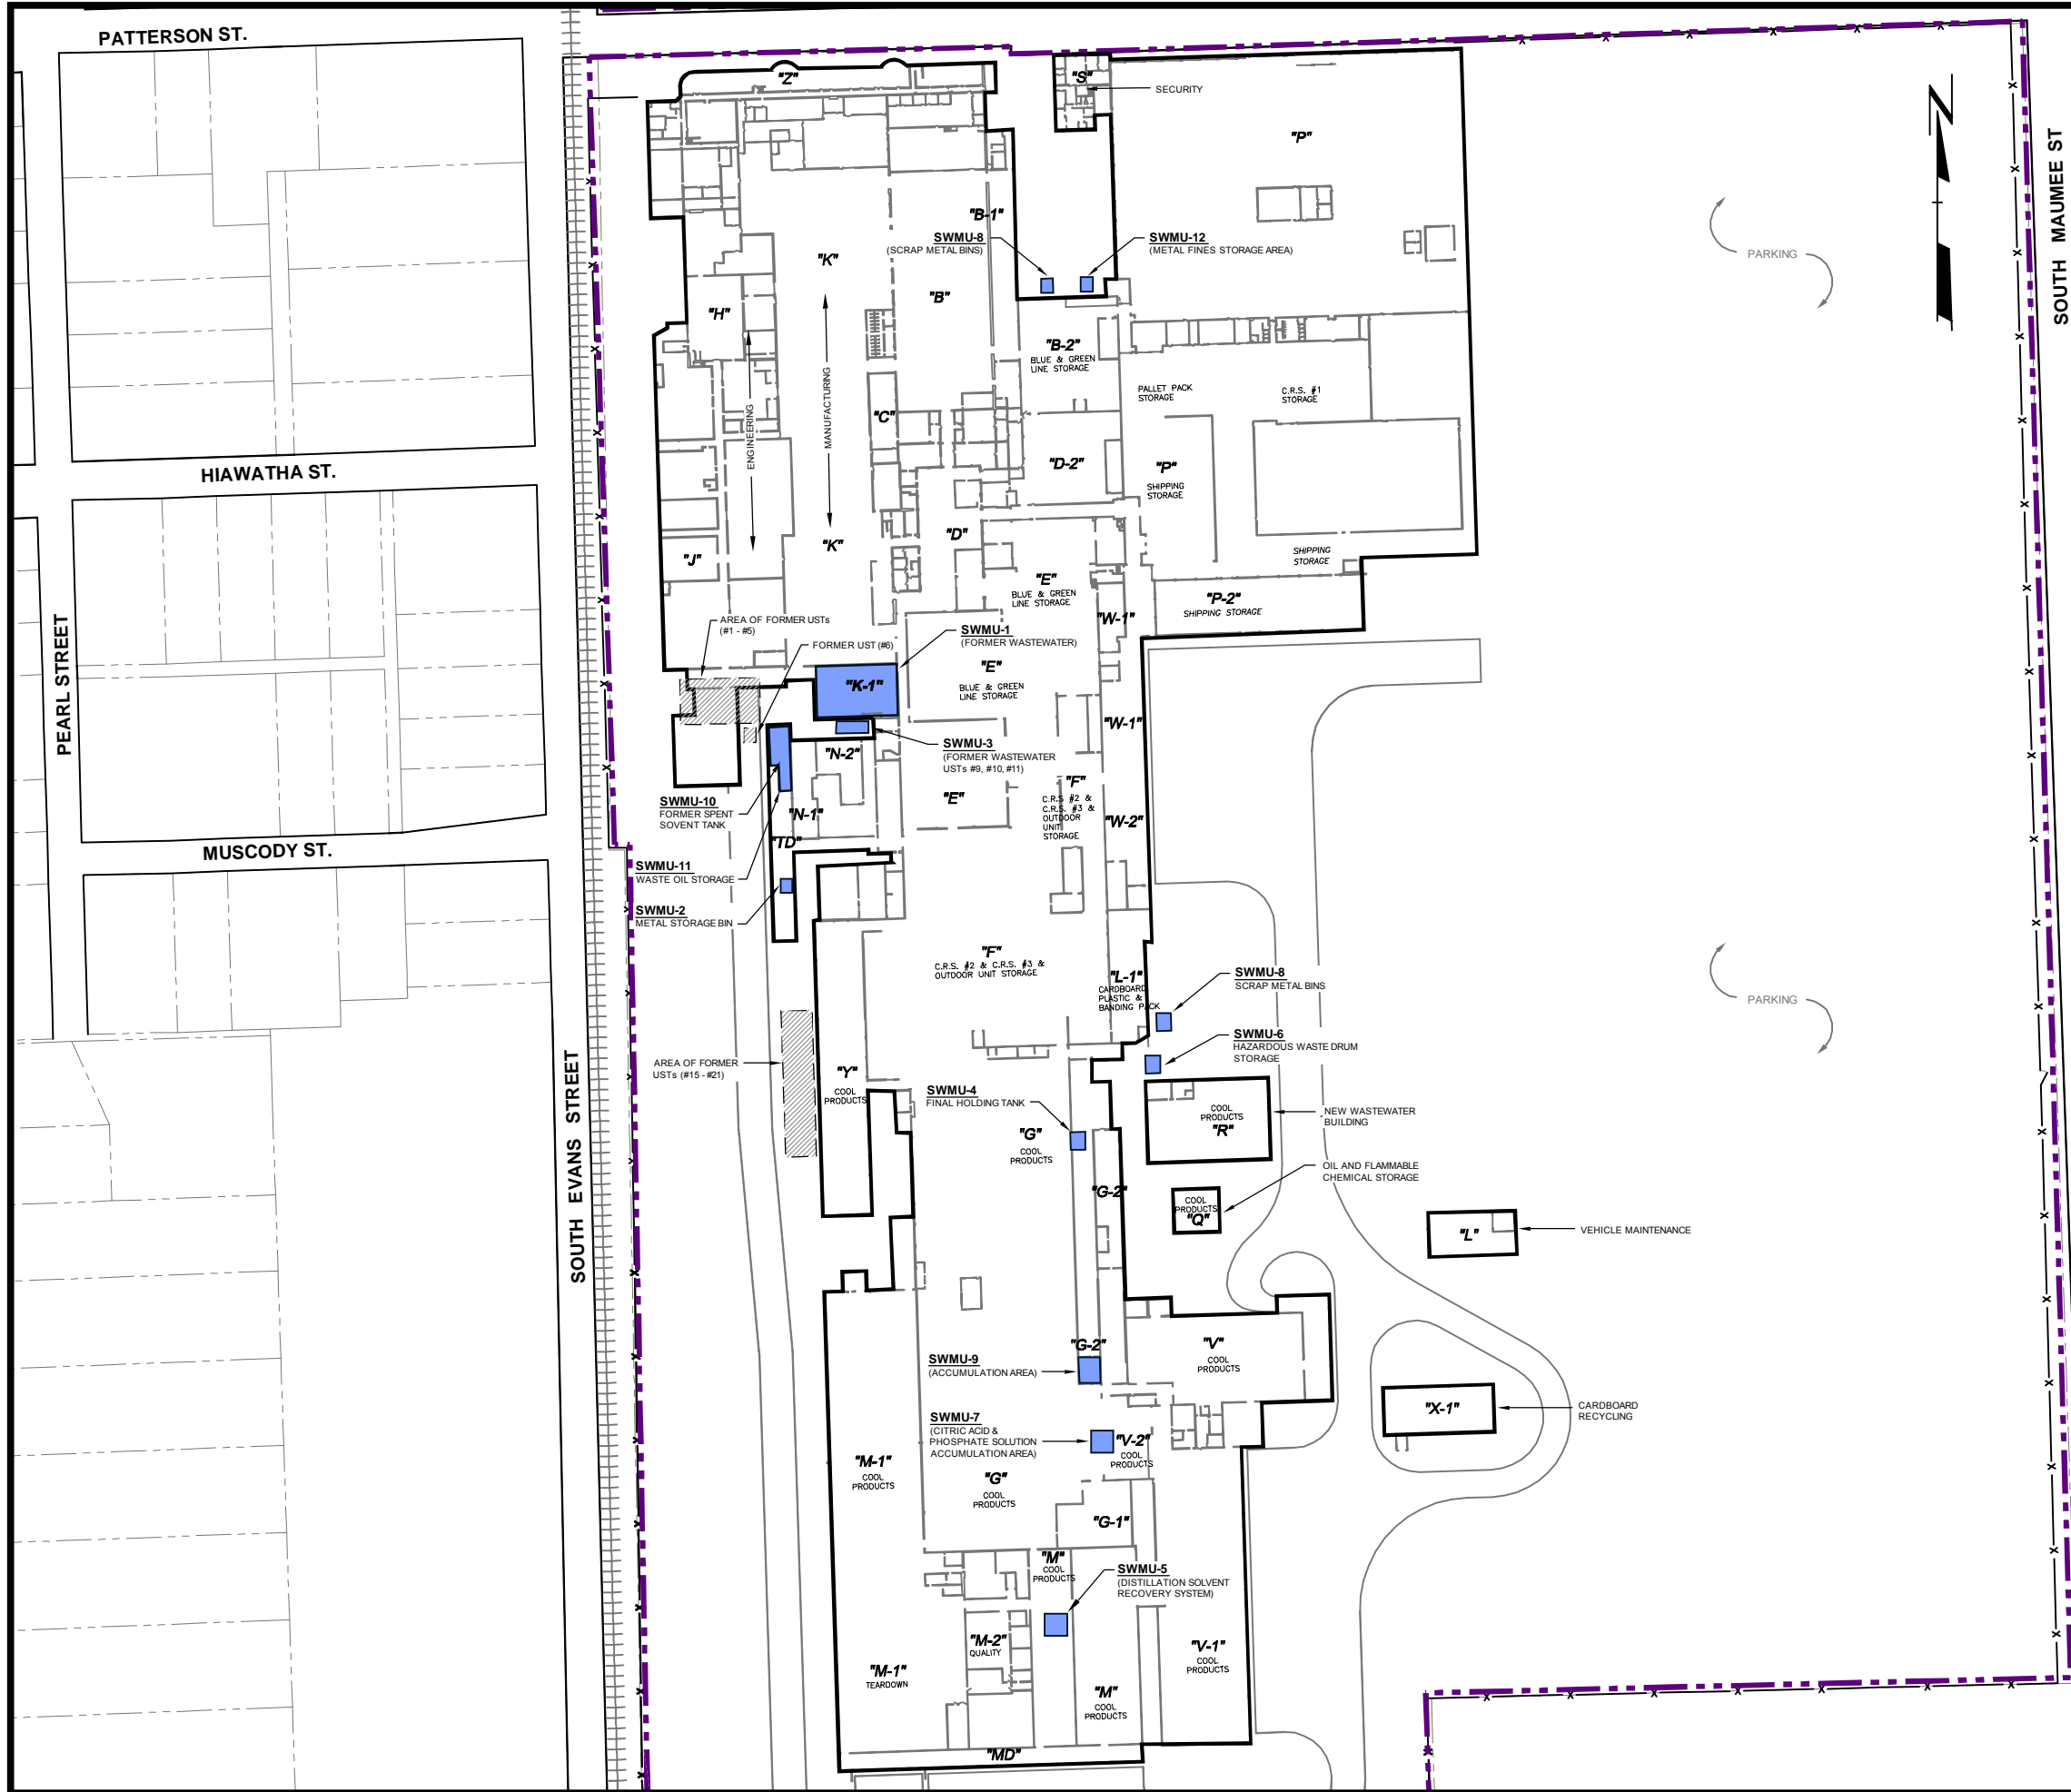 PATTERSON ST.
HIAWATHA ST.
MUSCODY ST.
PEARL STREET
SOUTH EVANS STREET
SOUTH MAUMEE ST
N
"Z"
"S"
SECURITY
"P"
PARKING
"B-1"
SWMU-8
(SCRAP METAL BINS)
SWMU-12
(METAL FINES STORAGE AREA)
"K"
"B"
"H"
"B-2"
BLUE & GREEN
LINE STORAGE
PALLET PACK
STORAGE
C.R.S. #1
STORAGE
ENGINEERING
MANUFACTURING
"C"
"D-2"
"P"
SHIPPING
STORAGE
"D"
"K"
"J"
SHIPPING
STORAGE
"E"
BLUE & GREEN
LINE STORAGE
"P-2"
SHIPPING STORAGE
"W-1"
AREA OF FORMER USTs
(#1 - #5)
FORMER UST (#6)
SWMU-1
(FORMER WASTEWATER)
"E"
BLUE & GREEN
LINE STORAGE
"K-1"
"W-1"
SWMU-3
(FORMER WASTEWATER
USTs #9, #10, #11)
"N-2"
"F"
C.R.S #2 &
C.R.S. #3 &
OUTDOOR
UNIT
STORAGE
"E"
"W-2"
SWMU-10
FORMER SPENT
SOVENT TANK
"N-1"
"TD"
SWMU-11
WASTE OIL STORAGE
SWMU-2
METAL STORAGE BIN
"F"
C.R.S. #2 & C.R.S. #3 &
OUTDOOR UNIT STORAGE
"L-1"
CARDBOARD
PLASTIC &
BANDING PACK
SWMU-8
SCRAP METAL BINS
PARKING
SWMU-6
HAZARDOUS WASTE DRUM
STORAGE
AREA OF FORMER
USTs (#15 - #21)
"Y"
COOL
PRODUCTS
SWMU-4
FINAL HOLDING TANK
"G"
COOL
PRODUCTS
COOL
PRODUCTS
"R"
NEW WASTEWATER
BUILDING
OIL AND FLAMMABLE
CHEMICAL STORAGE
"G-2"
COOL
PRODUCTS
"Q"
"L"
VEHICLE MAINTENANCE
"G-2"
"V"
COOL
PRODUCTS
SWMU-9
(ACCUMULATION AREA)
"X-1"
CARDBOARD
RECYCLING
SWMU-7
(CITRIC ACID &
PHOSPHATE SOLUTION
ACCUMULATION AREA)
"V-2"
COOL
PRODUCTS
"M-1"
COOL
PRODUCTS
"G"
COOL
PRODUCTS
"G-1"
"M"
COOL
PRODUCTS
SWMU-5
(DISTILLATION SOLVENT
RECOVERY SYSTEM)
"M-2"
QUALITY
"V-1"
COOL
PRODUCTS
"M-1"
TEARDOWN
"M"
COOL
PRODUCTS
"MD"